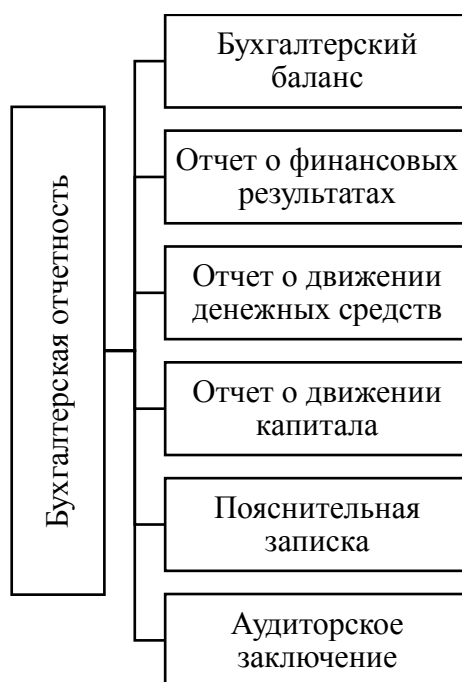 Бухгалтерская отчетность
Бухгалтерский
баланс
Отчет о финансовых
результатах
Отчет о движении
денежных средств
Отчет о движении
капитала
Пояснительная
записка
Аудиторское
заключение